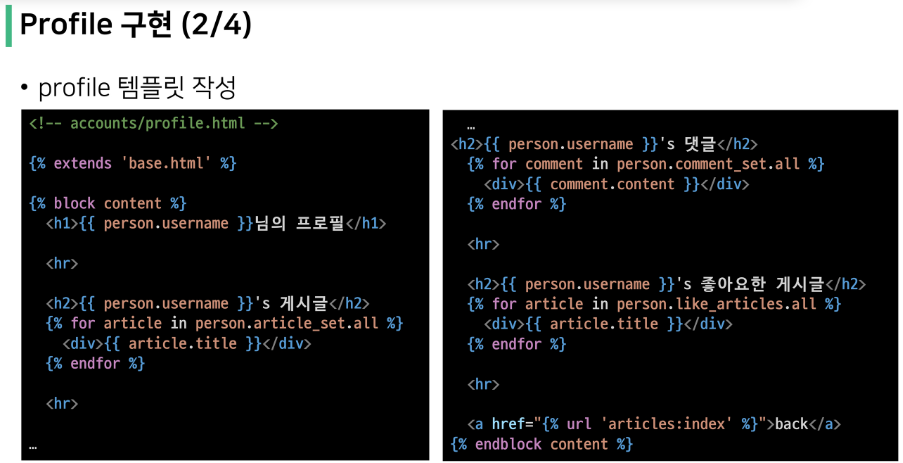 Profile 구현 (2/4)
• profile 템플릿 작성
<!-- accounts/profile.html -->
{% extends 'base.html' %}
{% block content %}
<h1>{{ person.username }}님의 프로필</h1>
<hr>
<h2>{{ person.username }}'s 게시글</h2>
{% for article in person.article_set.all %}
<div>{{ article.title }}</div>
{% endfor %}
<hr>
…
…
<h2>{{ person.username }}'s 댓글</h2>
{% for comment in person.comment_set.all %}
<div>{{ comment.content }}</div>
{% endfor %}
<hr>
<h2>{{ person.username }}'s 좋아요한 게시글</h2>
{% for article in person.like_articles.all %}
<div>{{ article.title }}</div>
{% endfor %}
<hr>
<a href="{% url 'articles:index' %}">back</a>
{% endblock content %}